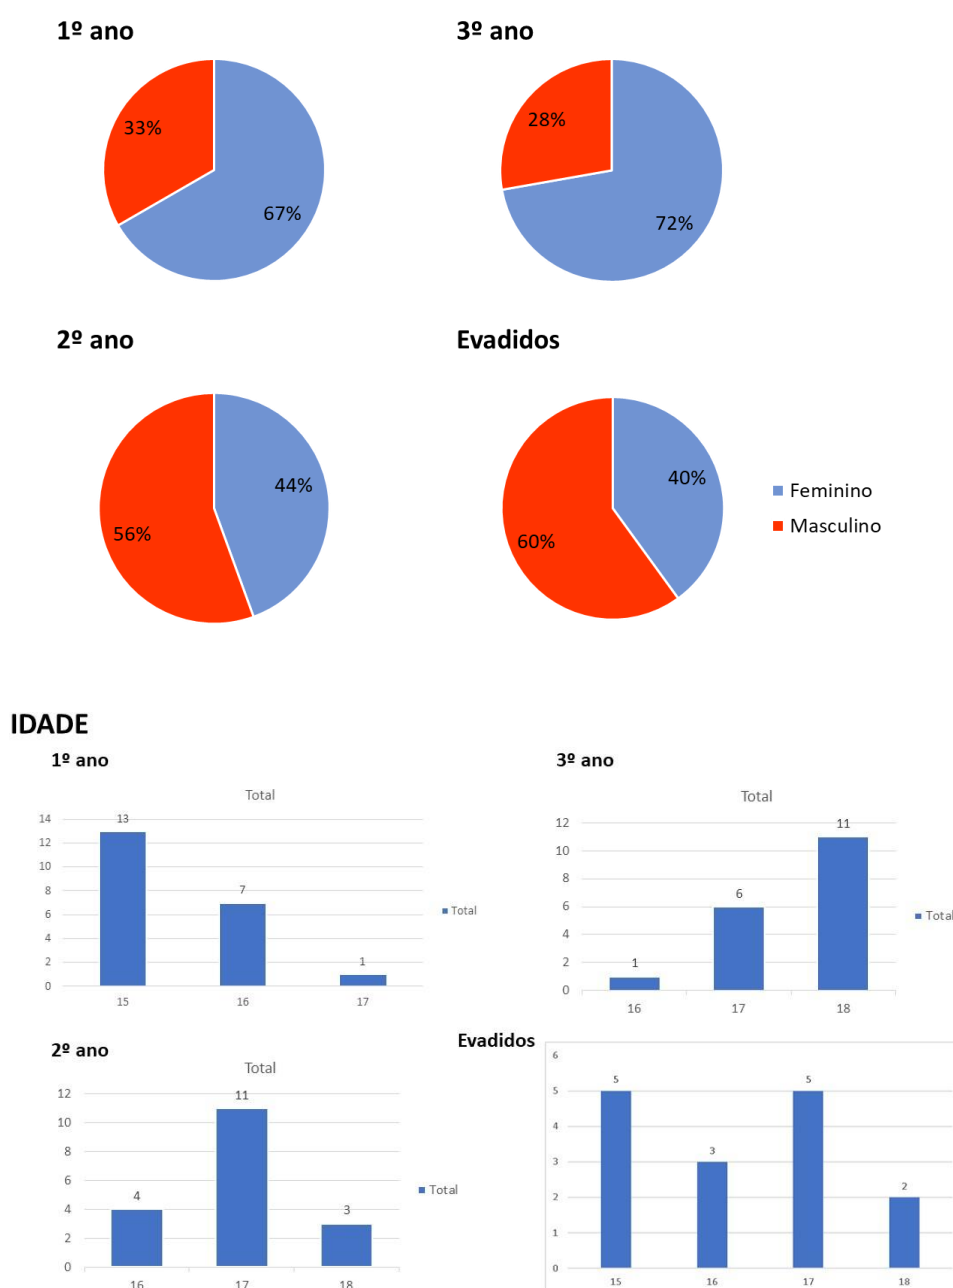 1º ano
33%
67%
3º ano
28%
72%
2º ano
44%
56%
Evadidos
40%
60%
Feminino
Masculino
IDADE
1º ano
Total
14
12
10
8
6
4
2
0
13
7
1
15 16 17
Total
3º ano
Total
12
10
8
6
4
2
0
1
6
11
16 17 18
Total
2º ano
Total
12
10
8
6
4
2
0
4
11
3
16 17 18
Total
Evadidos
6
5
4
3
2
1
0
5
3
5
2
15 16 17 18